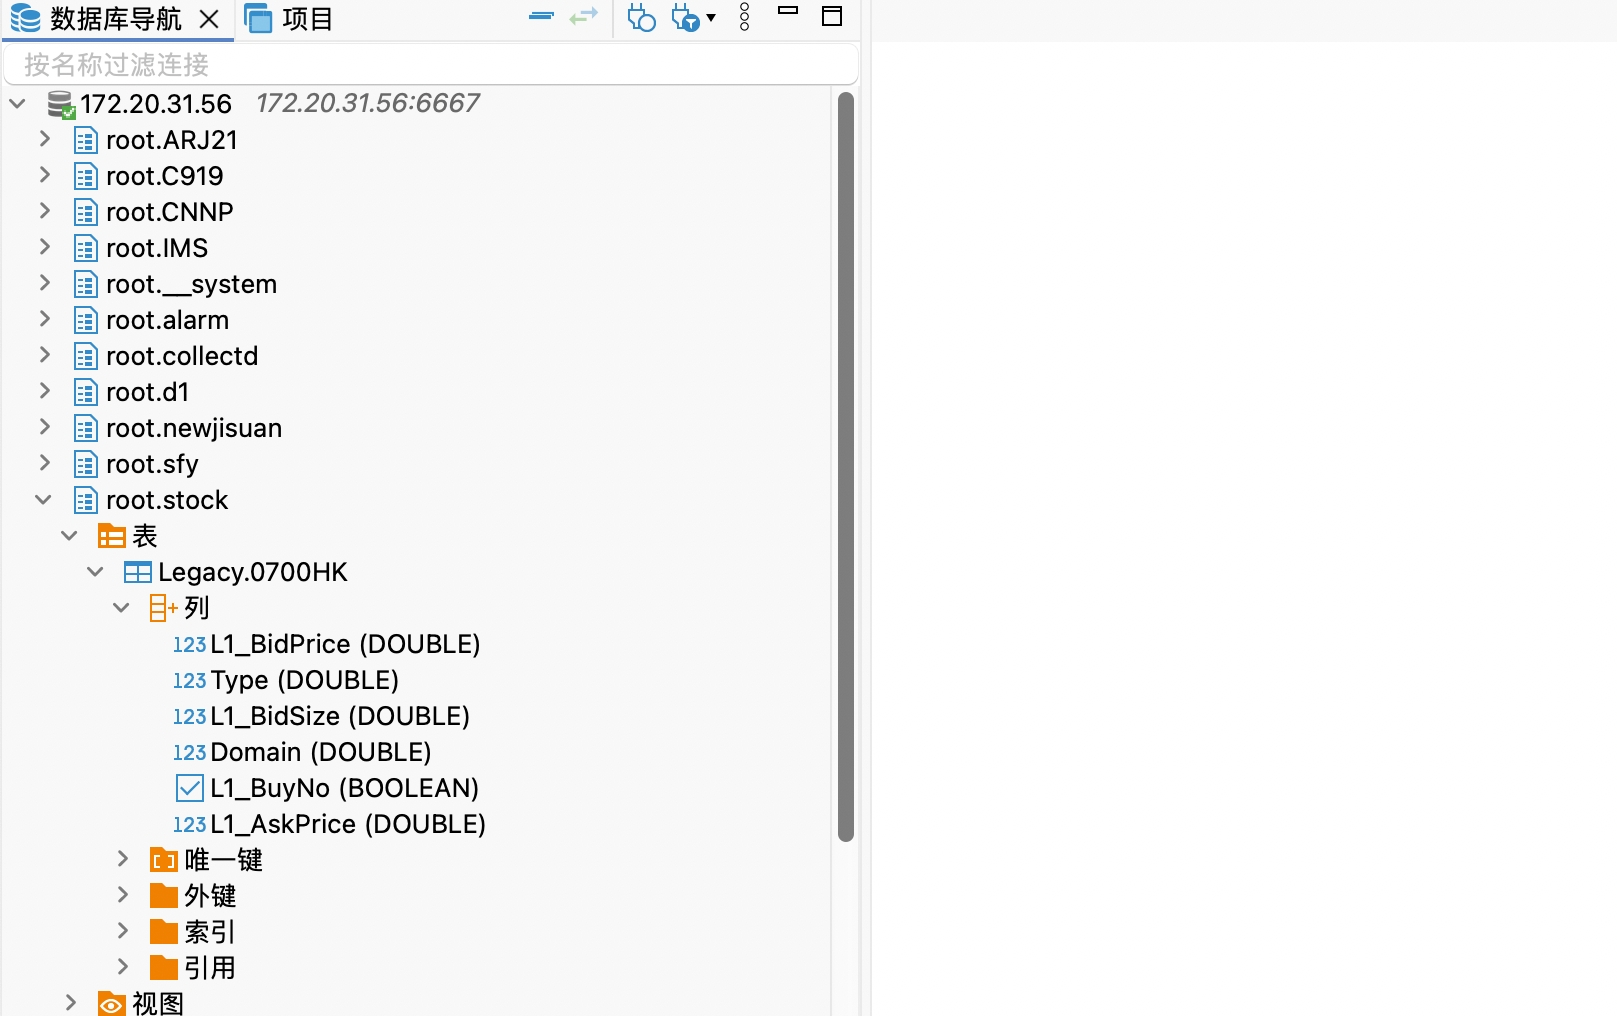 数据库导航 项目
按名称过滤连接
172.20.31.56 172.20.31.56:6667
root.ARJ21
root.C919
root.CNNP
root.IMS
root.__system
root.alarm
root.collectd
root.d1
root.newjisuan
root.sfy
root.stock
表
Legacy.0700HK
列
123 L1_BidPrice (DOUBLE)
123 Type (DOUBLE)
123 L1_BidSize (DOUBLE)
123 Domain (DOUBLE)
L1_BuyNo (BOOLEAN)
123 L1_AskPrice (DOUBLE)
唯一键
外键
索引
引用
视图